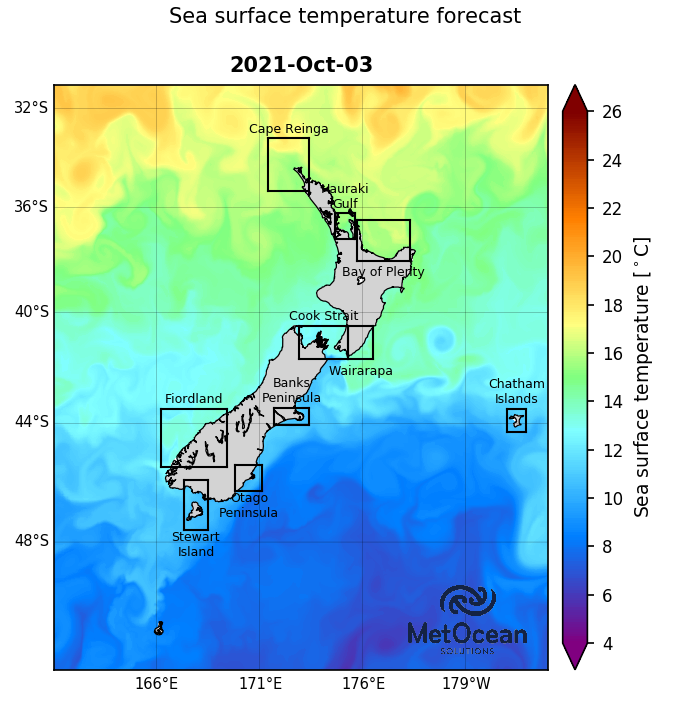 Sea surface temperature forecast
2021-Oct-03
32°S
36°S
40°S
44°S
48°S
Cape Reinga
Hauraki
Gulf
Bay of Plenty
Cook Strait
Wairarapa
Banks
Peninsula
Fiordland
Chatham
Islands
Otago
Peninsula
Stewart
Island
MetOcean
SOLUTIONS
166°E
171°E
176°E
179°W
26
24
22
20
18
16
14
12
10
8
6
4
Sea surface temperature [°C]